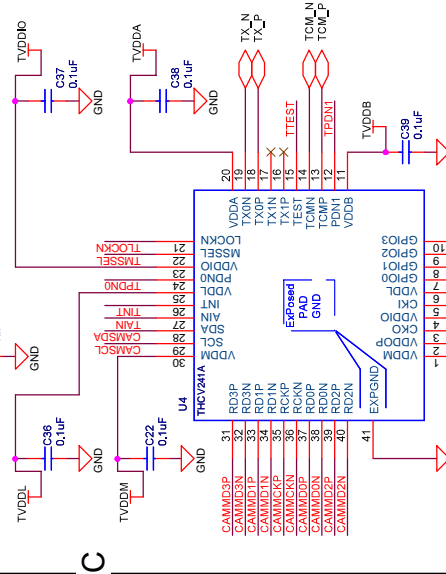 TVDDIO
C37
0.1uF
GND
TVDDA
C38
0.1uF
GND
TX_N
TX_P
TCM_N
TCM_P
TTEST
TPDN1
TVDDB
C39
0.1uF
20
19
18
17
16
15
14
13
12
11
VDDA
TX0N
TX0P
TX1N
TX1P
TEST
TCMN
TCMP
PDN1
VDDB
TLOCKN
TMSSEL
TPDN0
TINT
TAIN
CAMSDA
CAMSCL
21
22
23
24
25
26
27
28
29
30
LOCKN
MSSEL
VDDIO
PDN0
VDDL
INT
AIN
SDA
SCL
VDDM
GPIO3
GPIO2
GPIO1
GPIO0
VDDL
CKI
VDDIO
CKO
VDDOP
VDDM
10
9
8
7
6
5
4
3
2
1
ExPosed
PAD
GND
GND
U4
THCV241A
RD3P
RD3N
RD1P
RD1N
RCKP
RCKN
RD0P
RD0N
RD2P
RD2N
EXPGND
31
32
33
34
35
36
37
38
39
40
41
CAMMD3P
CAMMD3N
CAMMD1P
CAMMD1N
CAMMCKP
CAMMCKN
CAMMD0P
CAMMD0N
CAMMD2P
CAMMD2N
C36
0.1uF
GND
TVDDL
C22
0.1uF
GND
TVDDM
C